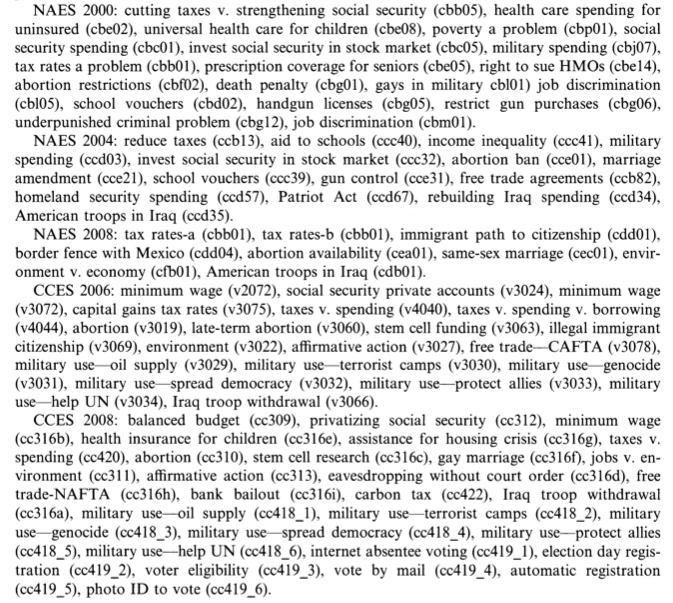 NAES 2000: cutting taxes v. strengthening social security (cbb05), health care spending for
uninsured (cbe02), universal health care for children (cbe08), poverty a problem (cbp01), social
security spending (cbc01), invest social security in stock market (cbc05), military spending (cbj07),
tax rates a problem (cbb01), prescription coverage for seniors (cbe05), right to sue HMOs (cbe14),
abortion restrictions (cbf02), death penalty (cbg01), gays in military cbl01) job discrimination
(cbl05), school vouchers (cbd02), handgun licenses (cbg05), restrict gun purchases (cbg06),
underpunished criminal problem (cbg12), job discrimination (cbm01).
NAES 2004: reduce taxes (ccb13), aid to schools (ccc40), income inequality (ccc41), military
spending (ccd03), invest social security in stock market (ccc32), abortion ban (cce01), marriage
amendment (cce21), school vouchers (ccc39), gun control (cce31), free trade agreements (ccb82),
homeland security spending (ccd57), Patriot Act (ccd67), rebuilding Iraq spending (ccd34),
American troops in Iraq (ccd35).
NAES 2008: tax rates-a (cbb01), tax rates-b (cbb01), immigrant path to citizenship (cdd01),
border fence with Mexico (cdd04), abortion availability (cea01), same-sex marriage (cec01), envir-
onment v. economy (cfb01), American troops in Iraq (cdb01).
CCES 2006: minimum wage (v2072), social security private accounts (v3024), minimum wage
(v3072), capital gains tax rates (v3075), taxes v. spending (v4040), taxes v. spending v. borrowing
(v4044), abortion (v3019), late-term abortion (v3060), stem cell funding (v3063), illegal immigrant
citizenship (v3069), environment (v3022), affirmative action (v3027), free trade—CAFTA (v3078),
military use—oil supply (v3029), military use—terrorist camps (v3030), military use—genocide
(v3031), military use—spread democracy (v3032), military use—protect allies (v3033), military
use—help UN (v3034), Iraq troop withdrawal (v3066).
CCES 2008: balanced budget (cc309), privatizing social security (cc312), minimum wage
(cc316b), health insurance for children (cc316e), assistance for housing crisis (cc316g), taxes v.
spending (cc420), abortion (cc310), stem cell research (cc316c), gay marriage (cc316f), jobs v. en-
vironment (cc311), affirmative action (cc313), eavesdropping without court order (cc316d), free
trade-NAFTA (cc316h), bank bailout (cc316i), carbon tax (cc422), Iraq troop withdrawal
(cc316a), military use—oil supply (cc418_1), military use—terrorist camps (cc418_2), military
use—genocide (cc418_3), military use—spread democracy (cc418_4), military use—protect allies
(cc418_5), military use—help UN (cc418_6), internet absentee voting (cc419_1), election day regis-
tration (cc419_2), voter eligibility (cc419_3), vote by mail (cc419_4), automatic registration
(cc419_5), photo ID to vote (cc419_6).